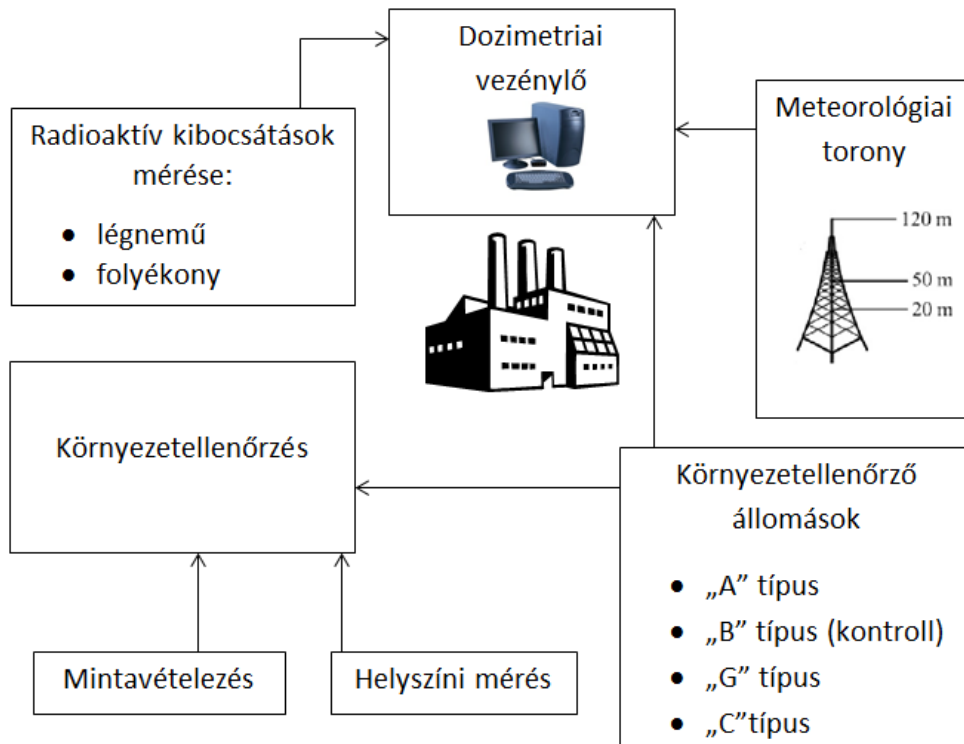 Dozimetriai
vezénylő
Radioaktív kibocsátások
mérése:
• légnemű
• folyékony
Meteorológiai
torony
120 m
50 m
20 m
Környezetellenőrzés
Környezetellenőrző
állomások
• „A” típus
• „B” típus (kontroll)
• „G” típus
• „C”típus
Mintavételezés
Helyszíni mérés